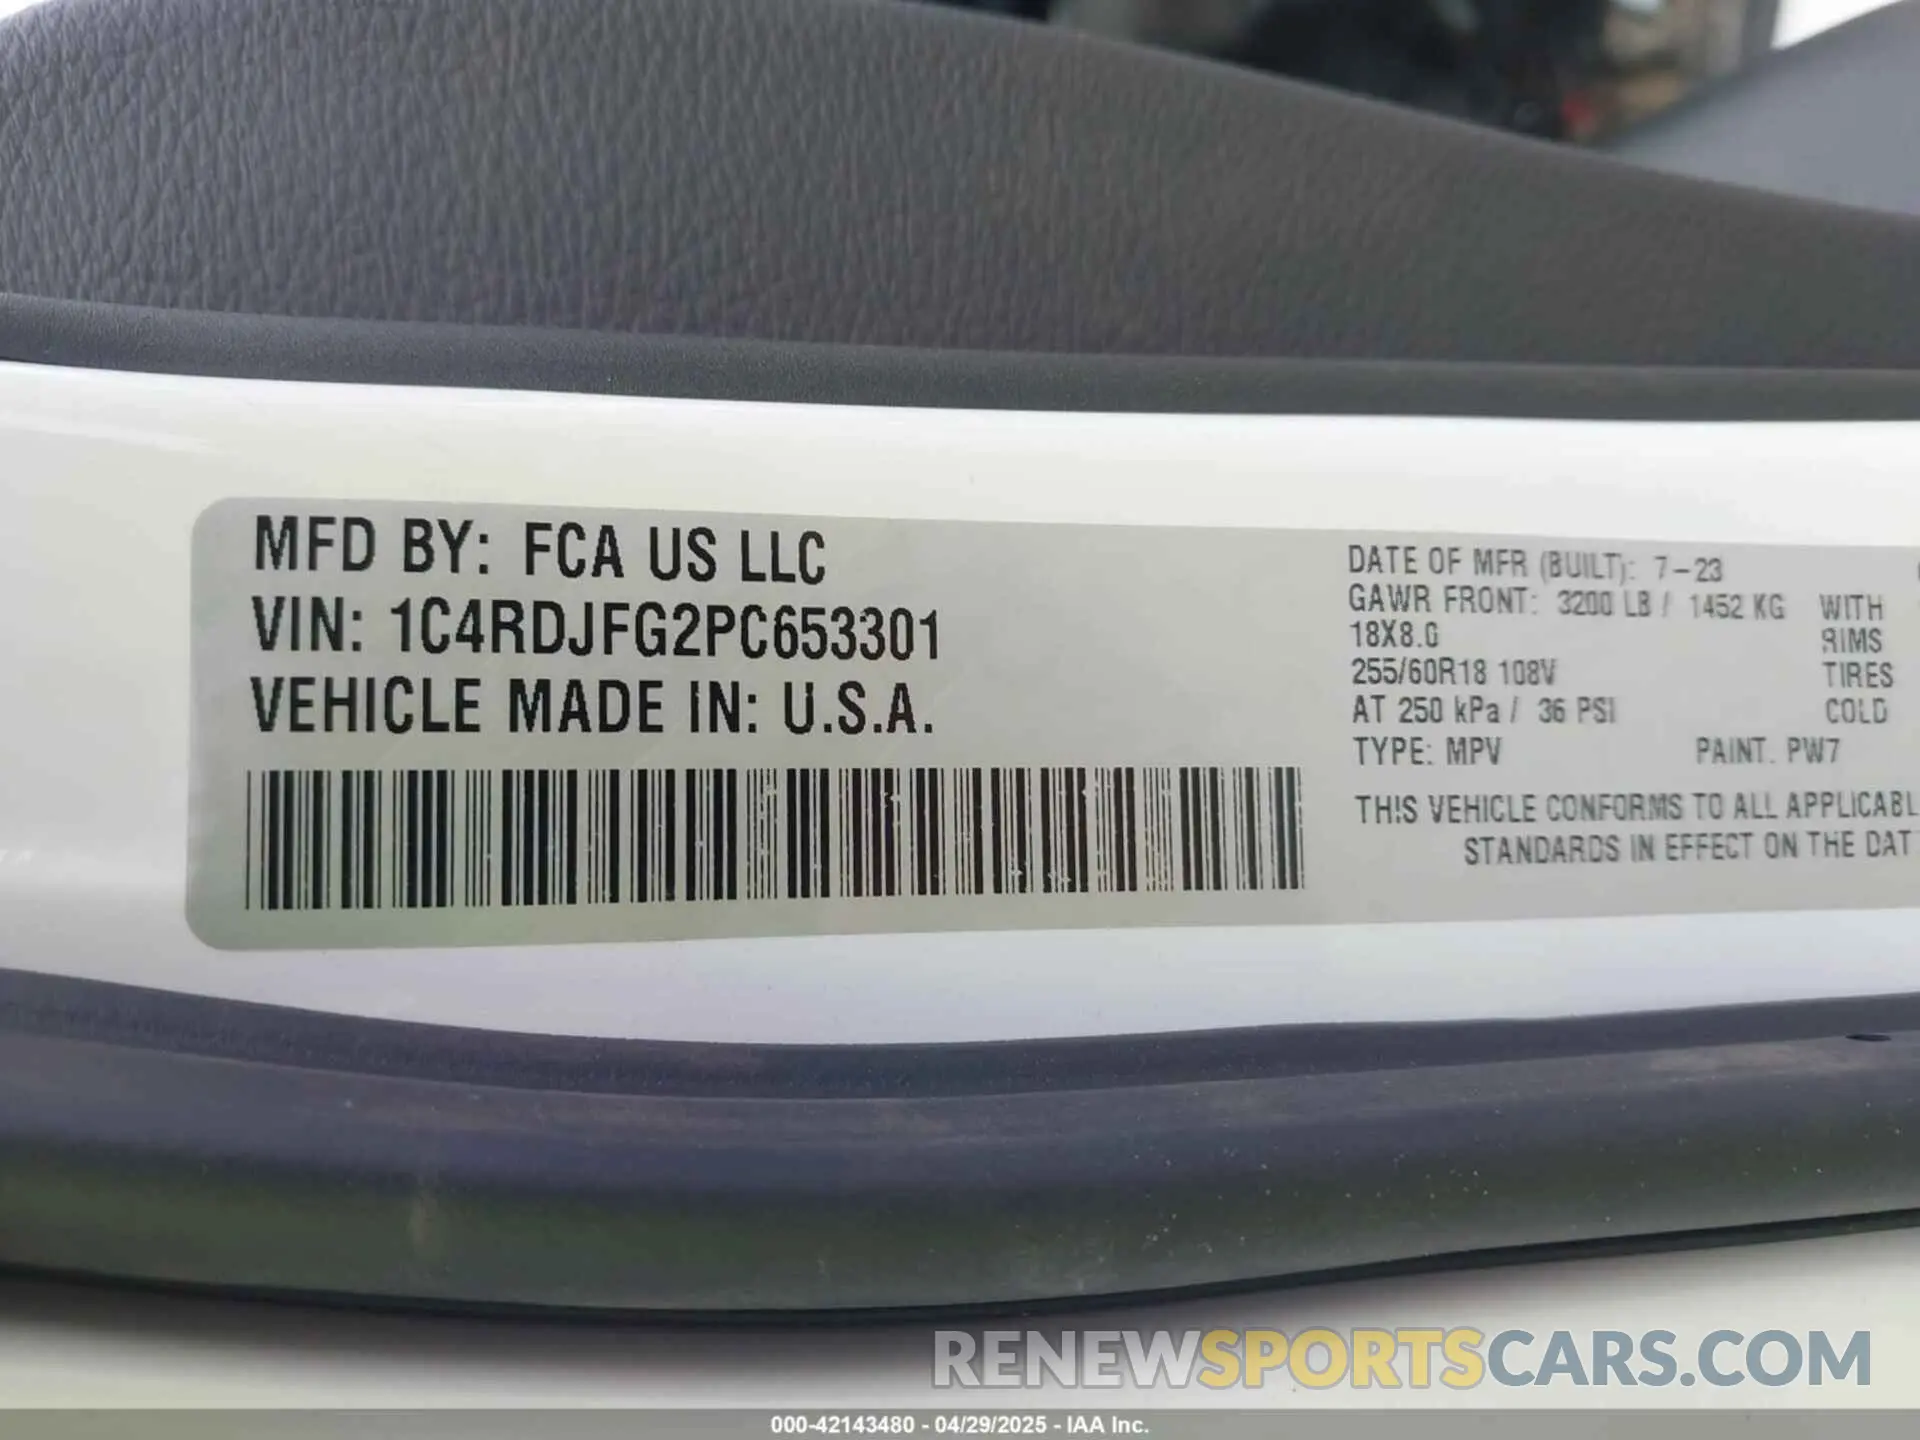 MFD BY: FCA US LLC
VIN: 1C4RDJFG2PC653301
VEHICLE MADE IN: U.S.A.
DATE OF MFR (BUILT): 7-23
GAWR FRONT: 3200 LB / 1452 KG WITH
18X8.0 RIMS
255/60R18 108V TIRES
AT 250 kPa / 36 PSI COLD
TYPE: MPV PAINT. PW7
THIS VEHICLE CONFORMS TO ALL APPLICABL
STANDARDS IN EFFECT ON THE DAT
RENEWSPORTSCARS.COM
000-42143480 - 04/29/2025 - IAA Inc.